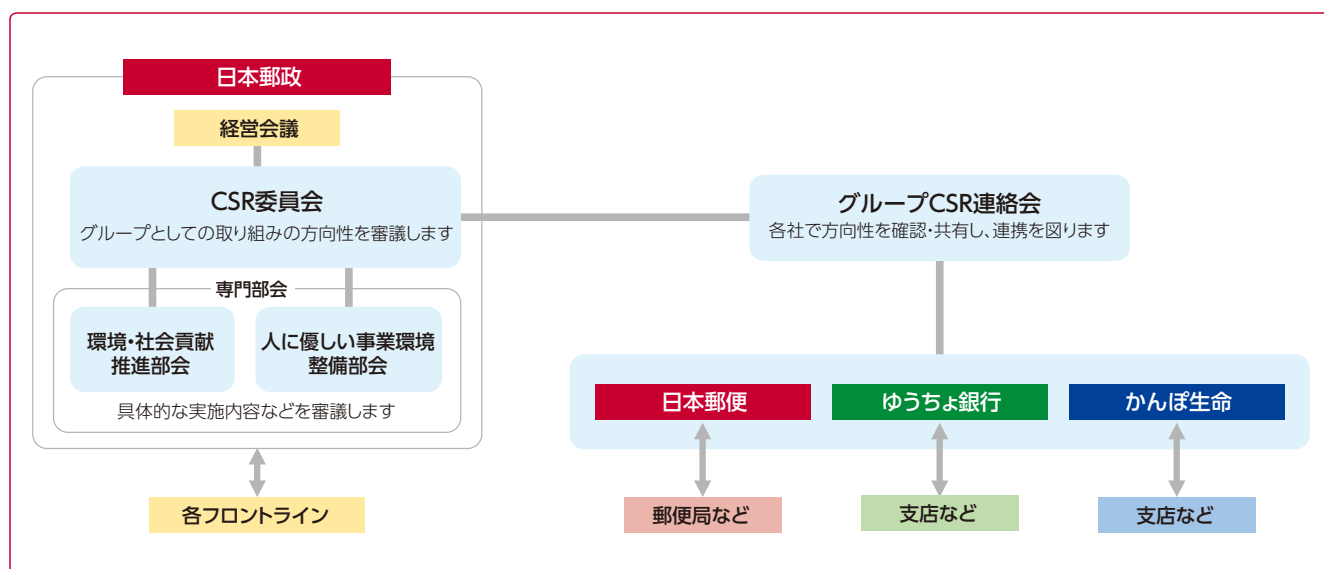 日本郵政
経営会議
CSR委員会
グループとしての取り組みの方向性を審議します
専門部会
環境・社会貢献
推進部会
人に優しい事業環境
整備部会
具体的な実施内容などを審議します
各フロントライン
グループCSR連絡会
各社で方向性を確認・共有し、連携を図ります
日本郵便
ゆうちょ銀行
かんぽ生命
郵便局など
支店など
支店など